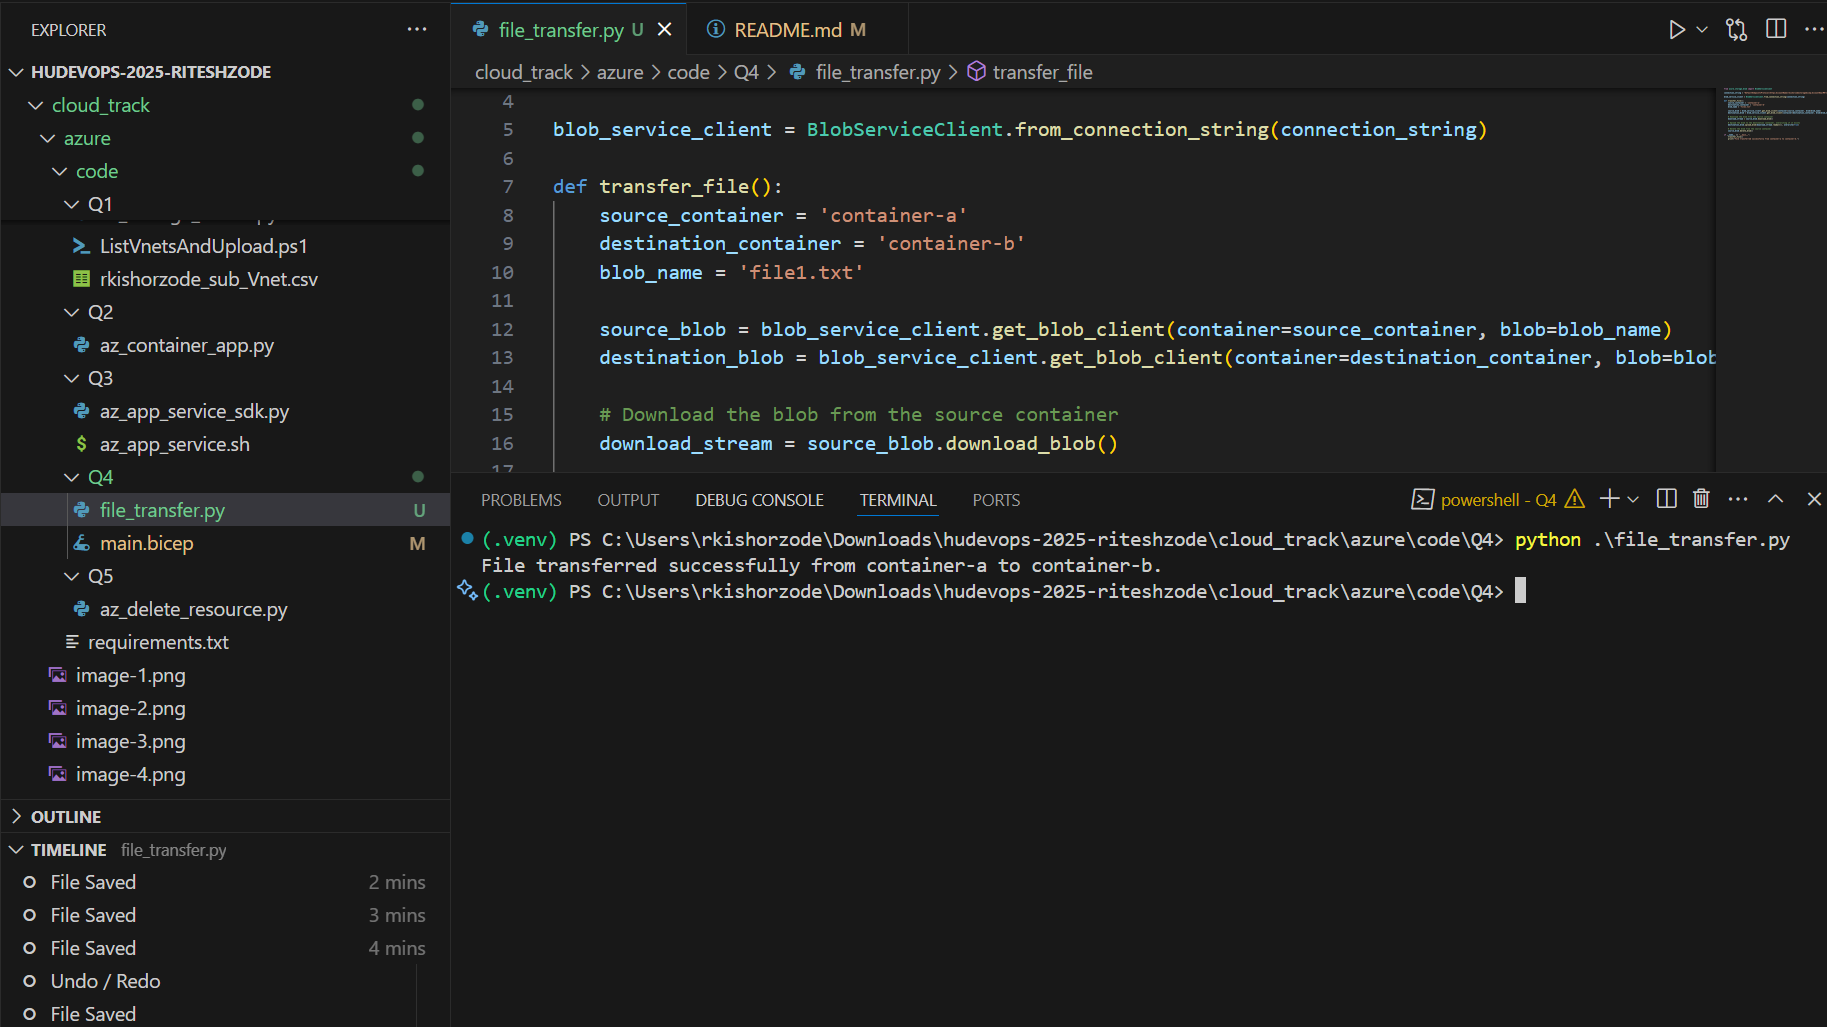 EXPLORER
HUDEVOPS-2025-RITESHZODE
cloud_track
azure
code
Q1
ListVnetsAndUpload.ps1
rkishorzode_sub_Vnet.csv
Q2
az_container_app.py
Q3
az_app_service_sdk.py
az_app_service.sh
Q4
file_transfer.py U
main.bicep M
Q5
az_delete_resource.py
requirements.txt
image-1.png
image-2.png
image-3.png
image-4.png
OUTLINE
TIMELINE file_transfer.py
File Saved 2 mins
File Saved 3 mins
File Saved 4 mins
Undo / Redo
File Saved
file_transfer.py U
README.md M
cloud_track > azure > code > Q4 > file_transfer.py > transfer_file
4
5 blob_service_client = BlobServiceClient.from_connection_string(connection_string)
6
7 def transfer_file():
8 source_container = 'container-a'
9 destination_container = 'container-b'
10 blob_name = 'file1.txt'
11
12 source_blob = blob_service_client.get_blob_client(container=source_container, blob=blob_name)
13 destination_blob = blob_service_client.get_blob_client(container=destination_container, blob=blob
14
15 # Download the blob from the source container
16 download_stream = source_blob.download_blob()
17
PROBLEMS OUTPUT DEBUG CONSOLE TERMINAL PORTS
powershell - Q4
(.venv) PS C:\Users\rkishorzode\Downloads\hudevops-2025-riteshzode\cloud_track\azure\code\Q4> python .\file_transfer.py
File transferred successfully from container-a to container-b.
(.venv) PS C:\Users\rkishorzode\Downloads\hudevops-2025-riteshzode\cloud_track\azure\code\Q4>